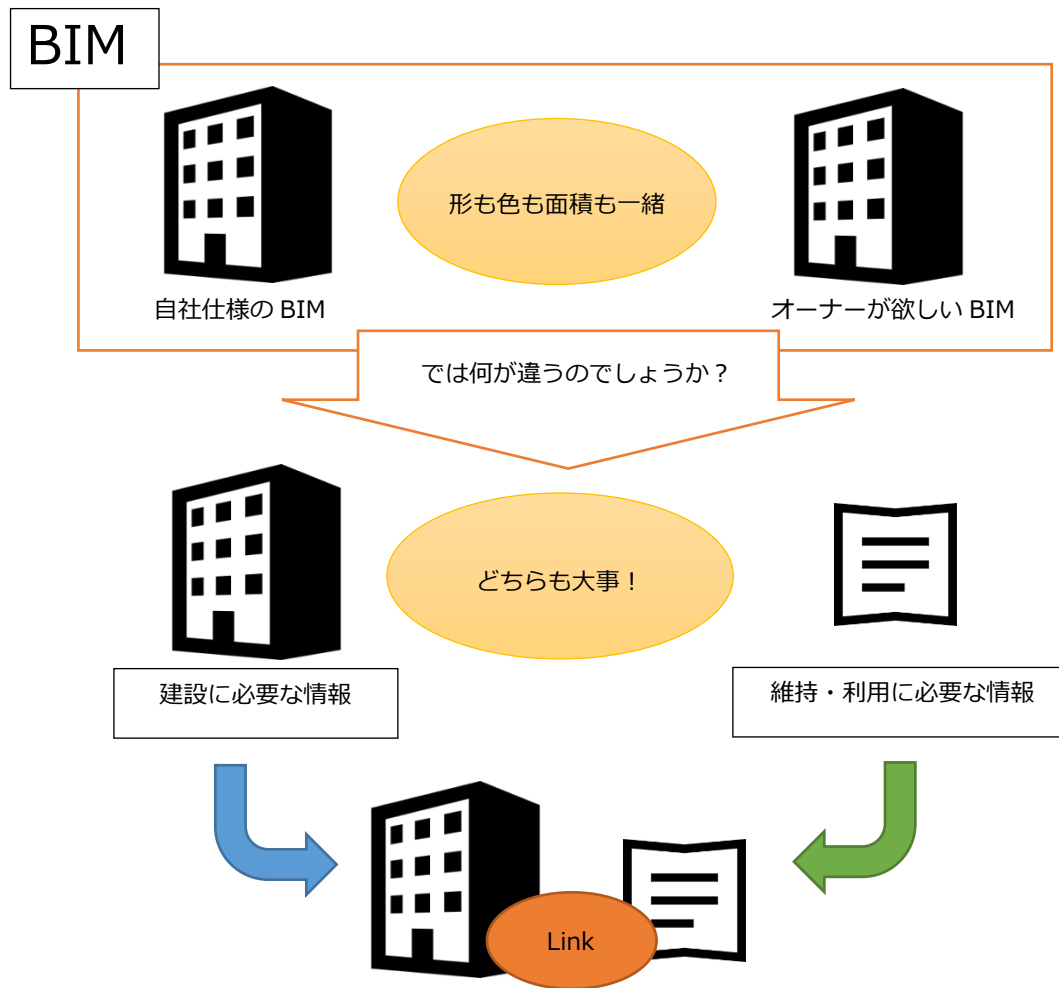 BIM
形も色も面積も一緒
自社仕様の BIM
オーナーが欲しい BIM
では何が違うのでしょうか？
どちらも大事！
建設に必要な情報
維持・利用に必要な情報
Link